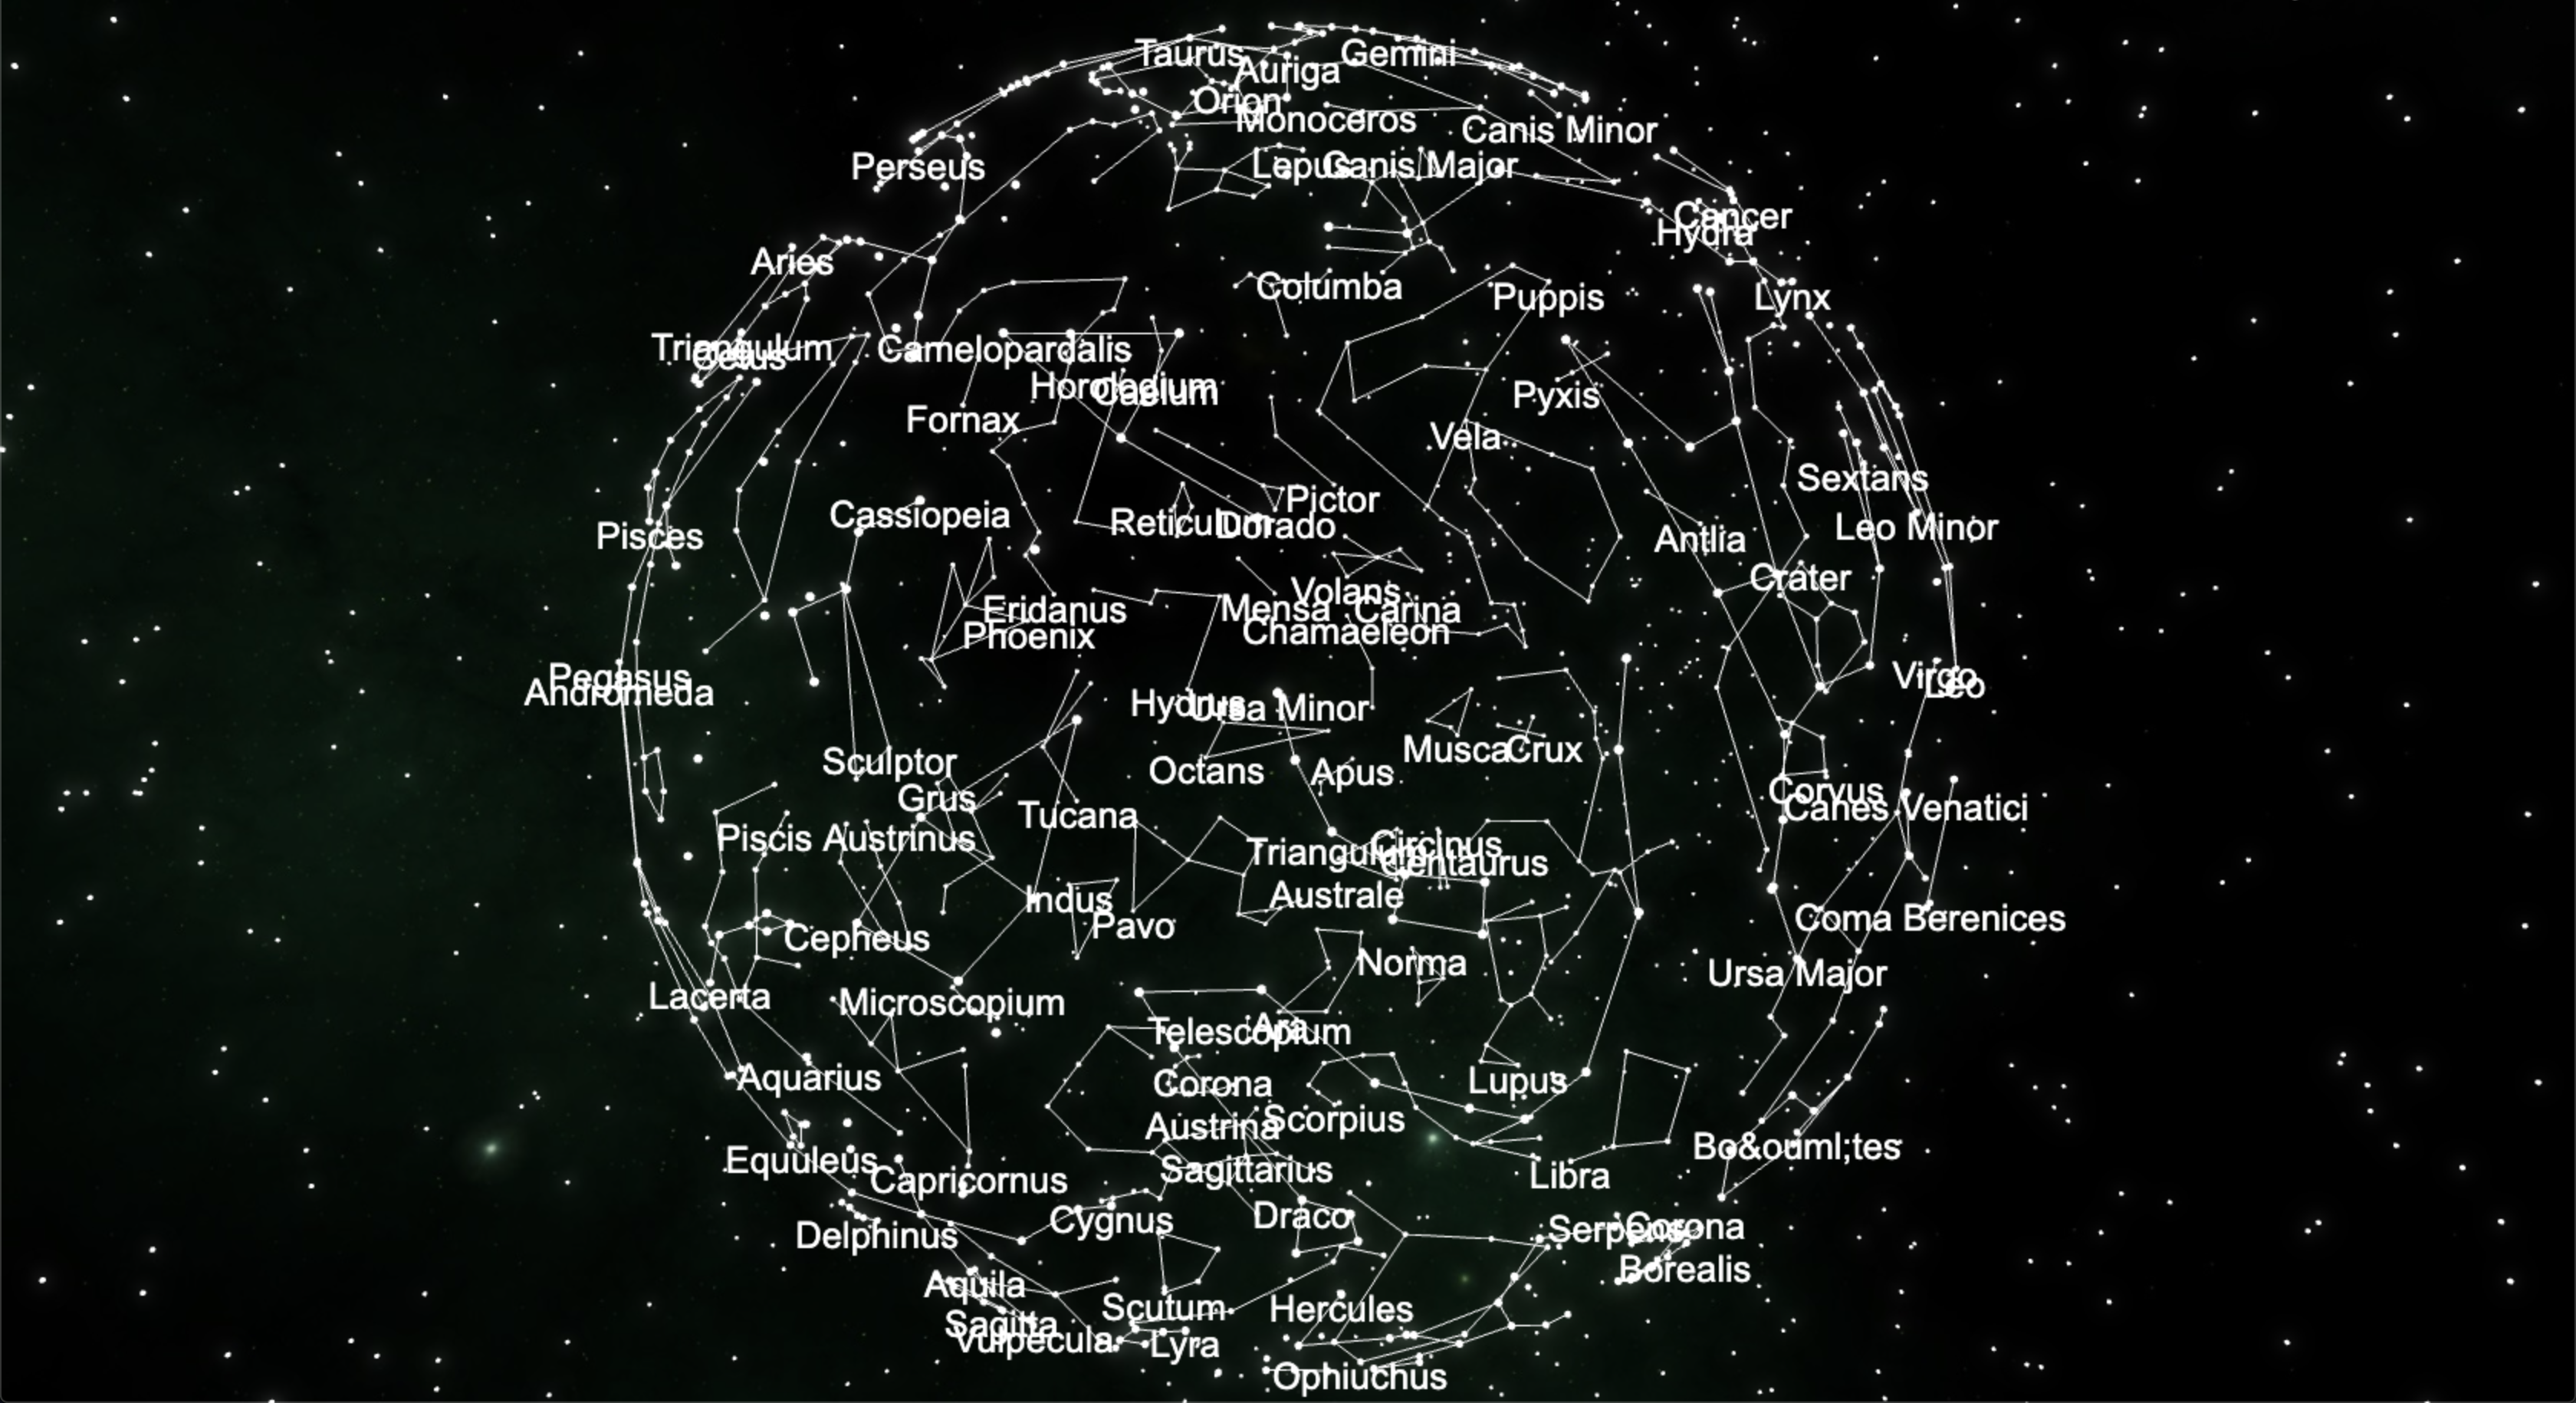 Taurus
Gemini
Auriga
Orion
Monoceros
Canis Minor
Lepus
Canis Major
Perseus
Cancer
Hydra
Aries
Columba
Puppis
Lynx
Triangulum
Cetus
Camelopardalis
Horologium
Caelum
Pyxis
Fornax
Vela
Sextans
Pictor
Cassiopeia
Reticulum
Dorado
Leo Minor
Pisces
Antlia
Crater
Volans
Eridanus
Mensa
Carina
Phoenix
Chamaeleon
Pegasus
Andromeda
Virgo
Leo
Hydrus
Ursa Minor
Musca
Crux
Sculptor
Octans
Apus
Corvus
Grus
Canes Venatici
Tucana
Piscis Austrinus
Circinus
Triangulum
Australe
Centaurus
Indus
Pavo
Coma Berenices
Cepheus
Norma
Ursa Major
Lacerta
Microscopium
Ara
Telescopium
Aquarius
Corona
Austrina
Lupus
Scorpius
Bo&ouml;tes
Equuleus
Capricornus
Sagittarius
Libra
Cygnus
Draco
Serpens
Corona
Borealis
Delphinus
Aquila
Scutum
Hercules
Sagitta
Vulpecula
Lyra
Ophiuchus